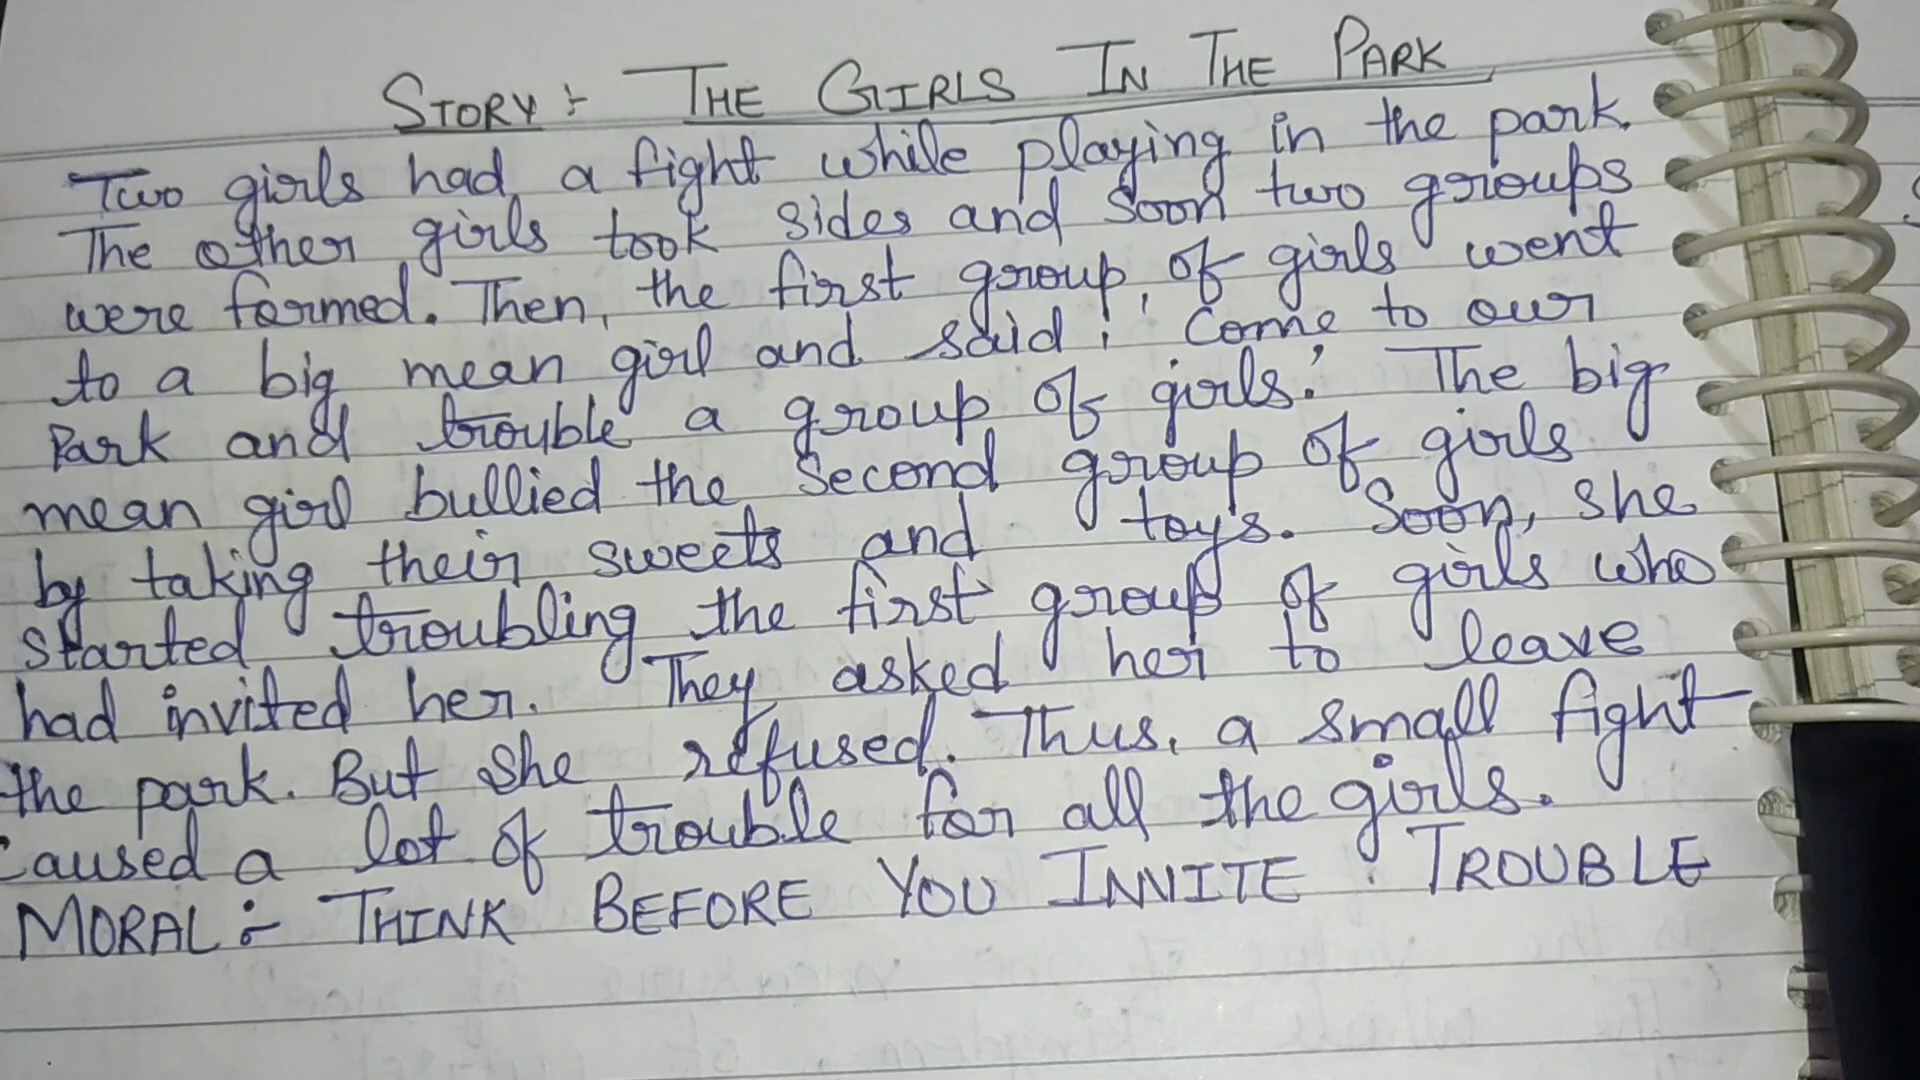 STORY :- THE GIRLS IN THE PARK
Two girls had a fight while playing in the park.
The other girls took sides and soon two groups
were formed. Then, the first group of girls went
to a big mean girl and said: 'Come to our
Park and trouble a group of girls.' The big
mean girl bullied the second group of girls
by taking their sweets and toys. Soon, she
started troubling the first group of girls who
had invited her. They asked her to leave
the park. But she refused. Thus, a small fight
caused a lot of trouble for all the girls.
MORAL :- THINK BEFORE YOU INVITE TROUBLE